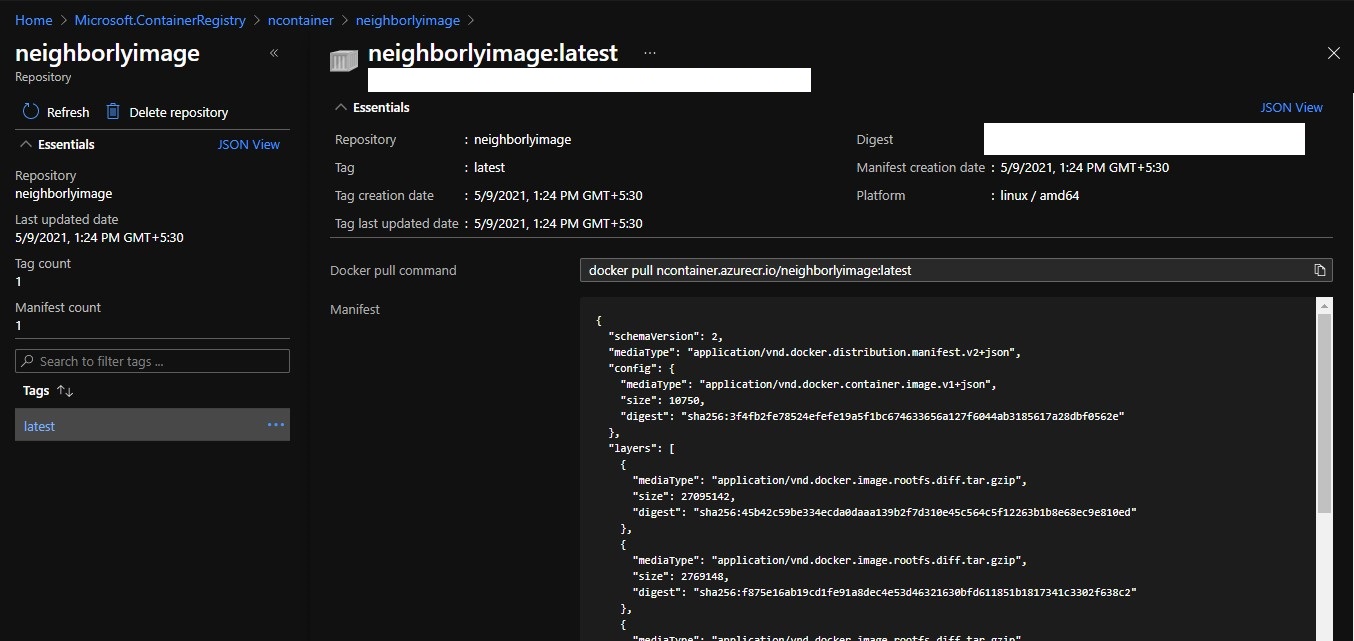 Home > Microsoft.ContainerRegistry > ncontainer > neighborlyimage >
neighborlyimage
Repository
Refresh Delete repository
Essentials JSON View
Repository
neighborlyimage
Last updated date
5/9/2021, 1:24 PM GMT+5:30
Tag count
1
Manifest count
1
Search to filter tags ...
Tags
latest ...
neighborlyimage:latest ...
Essentials JSON View
Repository : neighborlyimage
Tag : latest
Tag creation date : 5/9/2021, 1:24 PM GMT+5:30
Tag last updated date : 5/9/2021, 1:24 PM GMT+5:30
Digest
Manifest creation date : 5/9/2021, 1:24 PM GMT+5:30
Platform : linux / amd64
Docker pull command docker pull ncontainer.azurecr.io/neighborlyimage:latest
Manifest
{
"schemaVersion": 2,
"mediaType": "application/vnd.docker.distribution.manifest.v2+json",
"config": {
"mediaType": "application/vnd.docker.container.image.v1+json",
"size": 10750,
"digest": "sha256:3f4fb2fe78524efefe19a5f1bc674633656a127f6044ab3185617a28dbf0562e"
},
"layers": [
{
"mediaType": "application/vnd.docker.image.rootfs.diff.tar.gzip",
"size": 27095142,
"digest": "sha256:45b42c59be334ecda0daaa139b2f7d310e45c564c5f12263b1b8e68ec9e810ed"
},
{
"mediaType": "application/vnd.docker.image.rootfs.diff.tar.gzip",
"size": 2769148,
"digest": "sha256:f875e16ab19cd1fe91a8dec4e53d46321630bfd611851b1817341c3302f638c2"
},
{
"mediaType": "application/vnd.docker.image.rootfs.diff.tar.gzip",